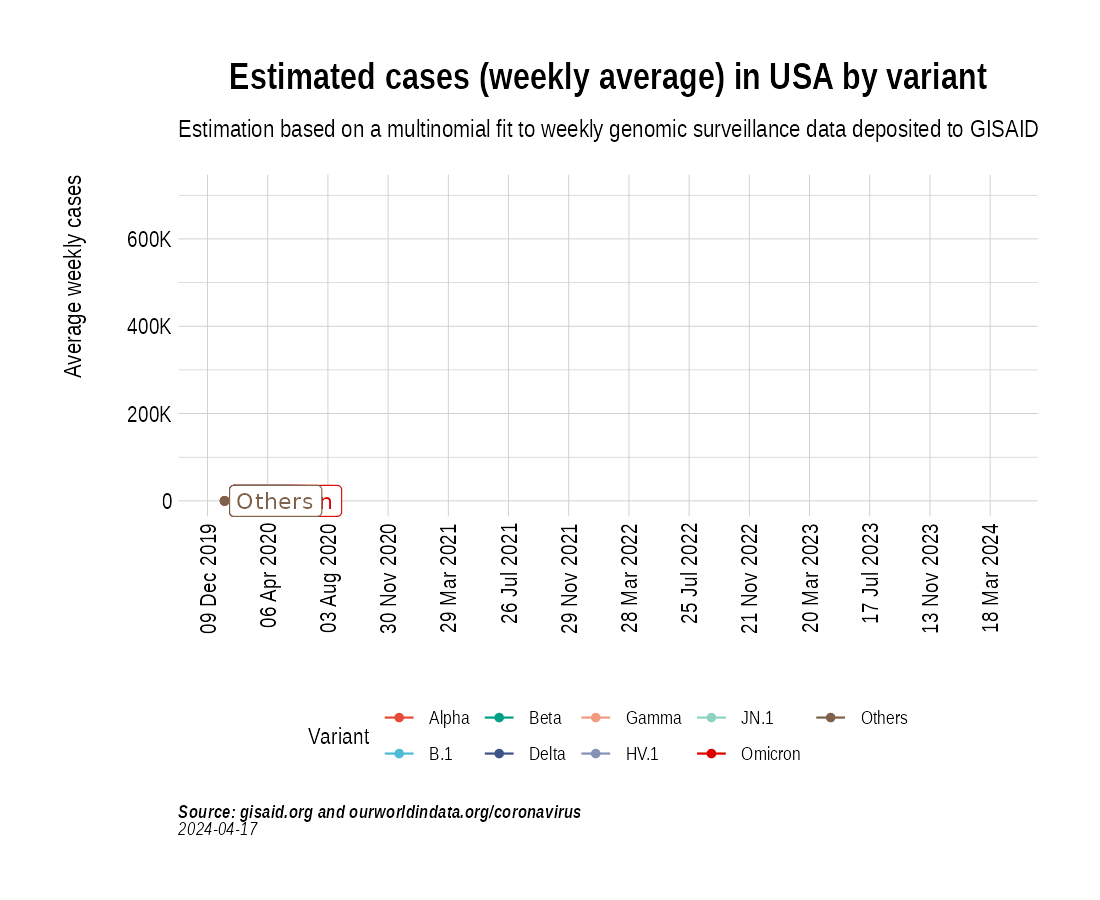 Estimated cases (weekly average) in USA by variant
Estimation based on a multinomial fit to weekly genomic surveillance data deposited to GISAID
Average weekly cases
600K
400K
200K
0
Others
n
09 Dec 2019
06 Apr 2020
03 Aug 2020
30 Nov 2020
29 Mar 2021
26 Jul 2021
29 Nov 2021
28 Mar 2022
25 Jul 2022
21 Nov 2022
20 Mar 2023
17 Jul 2023
13 Nov 2023
18 Mar 2024
Variant
Alpha Beta Gamma JN.1 Others
B.1 Delta HV.1 Omicron
Source: gisaid.org and ourworldindata.org/coronavirus
2024-04-17